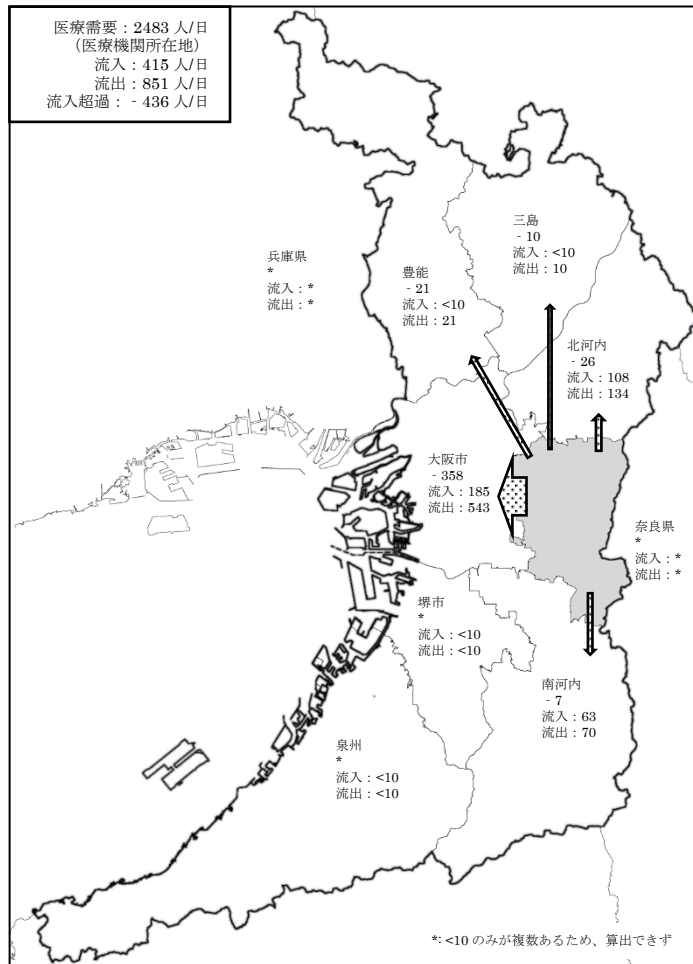 医療需要：2483 人/日
（医療機関所在地）
流入：415 人/日
流出：851 人/日
流入超過：‐436 人/日
三島
‐10
流入：<10
流出：10
兵庫県
*
流入：*
流出：*
豊能
‐21
流入：<10
流出：21
北河内
‐26
流入：108
流出：134
大阪市
‐358
流入：185
流出：543
奈良県
*
流入：*
流出：*
堺市
*
流入：<10
流出：<10
南河内
‐7
流入：63
流出：70
泉州
*
流入：<10
流出：<10
*: <10 のみが複数あるため、算出できず